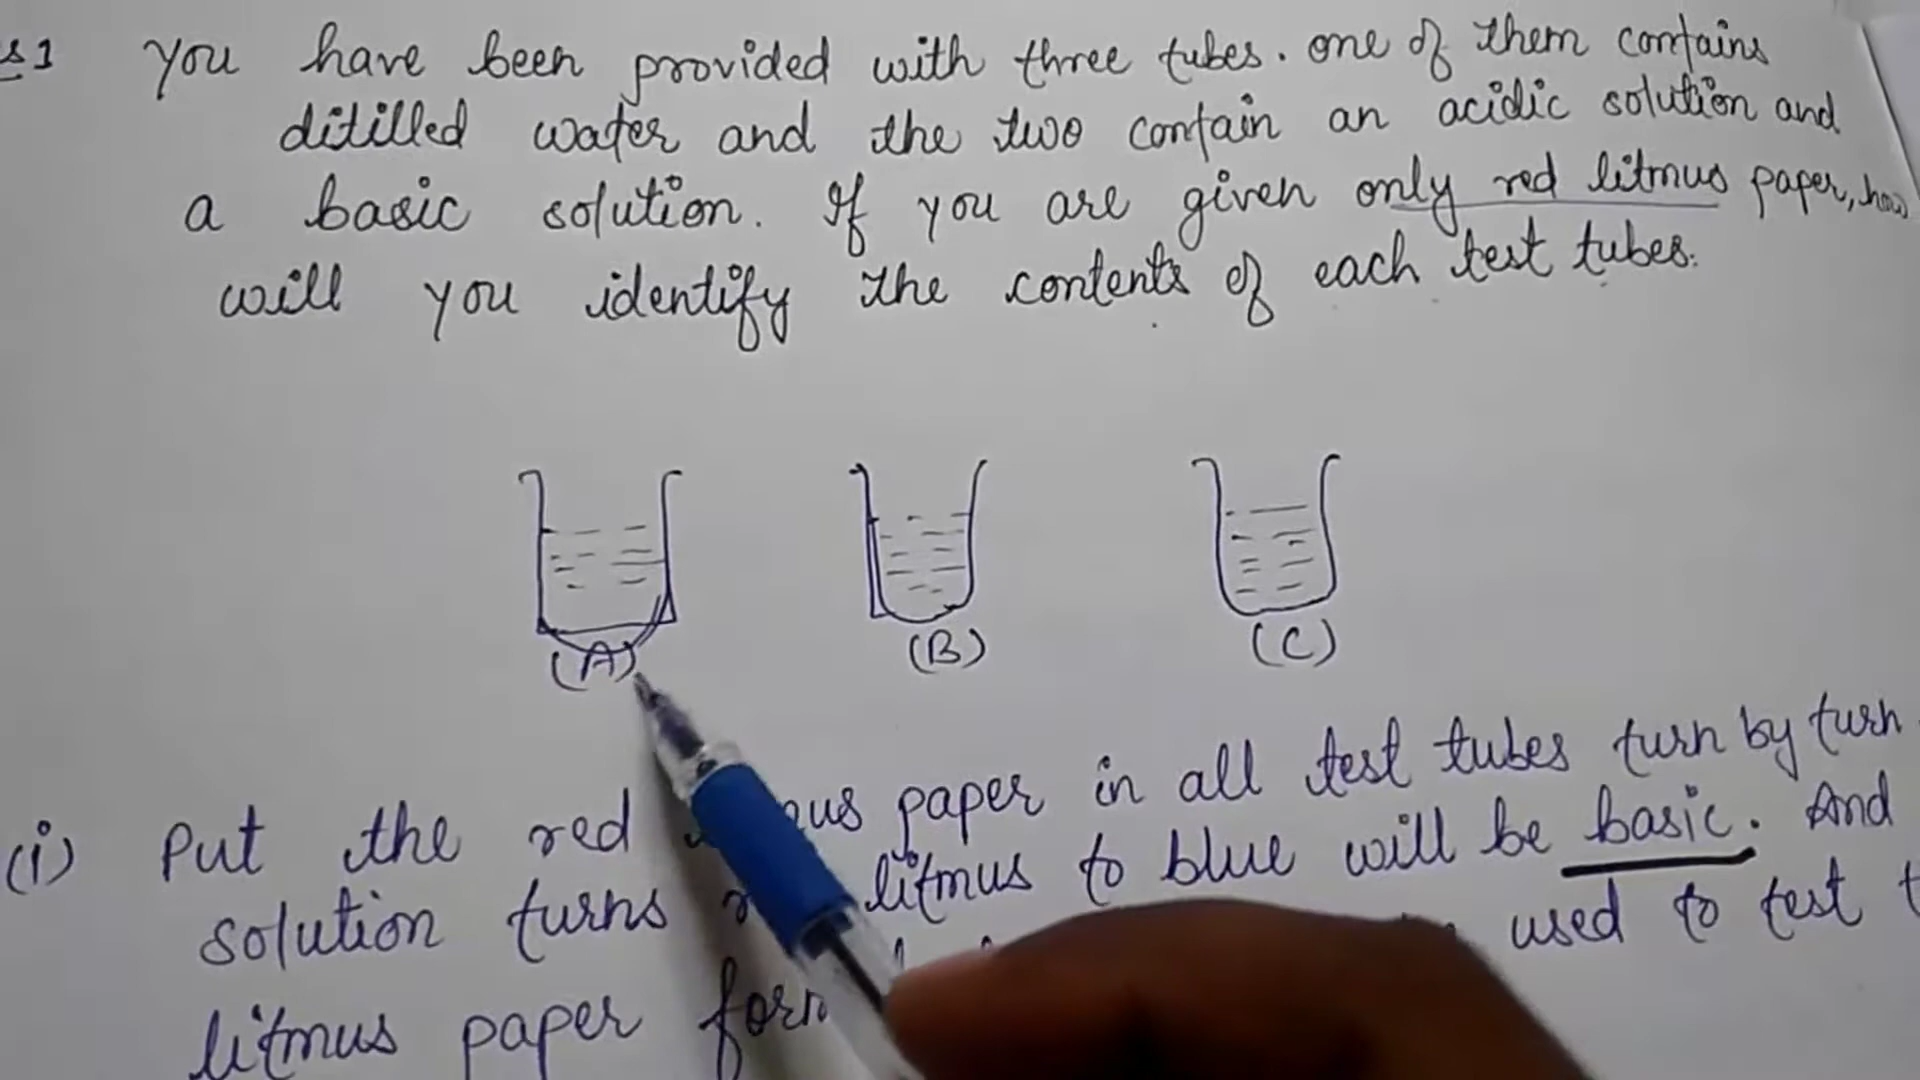 s1 You have been provided with three tubes. one of them contains
ditilled water and the two contain an acidic solution and
a basic solution. If you are given only red litmus paper, how
will you identify the contents of each test tubes.
(A) (B) (C)
(i) Put the red paper in all test tubes turn by turn.
solution turns litmus to blue will be basic. And
used to test
litmus paper